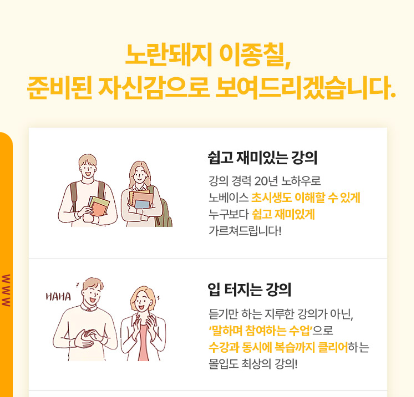 노란돼지 이종칠,
준비된 자신감으로 보여드리겠습니다.
쉽고 재미있는 강의
강의 경력 20년 노하우로
노베이스 초시생도 이해할 수 있게
누구보다 쉽고 재미있게
가르쳐드립니다!
HAHA
입 터지는 강의
듣기만 하는 지루한 강의가 아닌,
‘말하며 참여하는 수업’으로
수강과 동시에 복습까지 클리어하는
몰입도 최상의 강의!
www